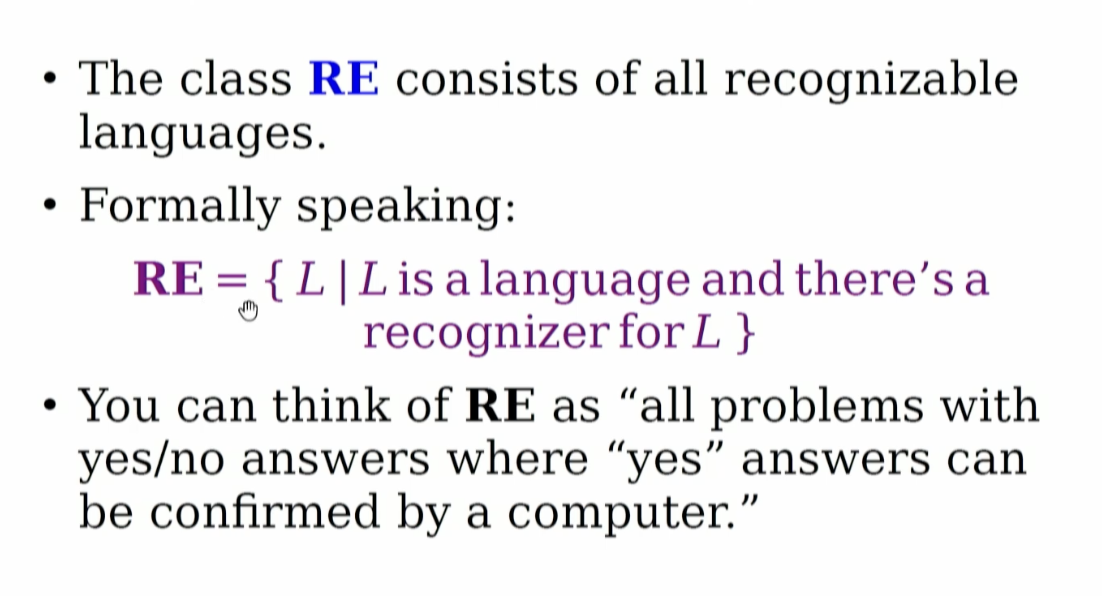 • The class RE consists of all recognizable
languages.
• Formally speaking:
RE = { L | L is a language and there’s a
recognizer for L }
• You can think of RE as “all problems with
yes/no answers where “yes” answers can
be confirmed by a computer.”